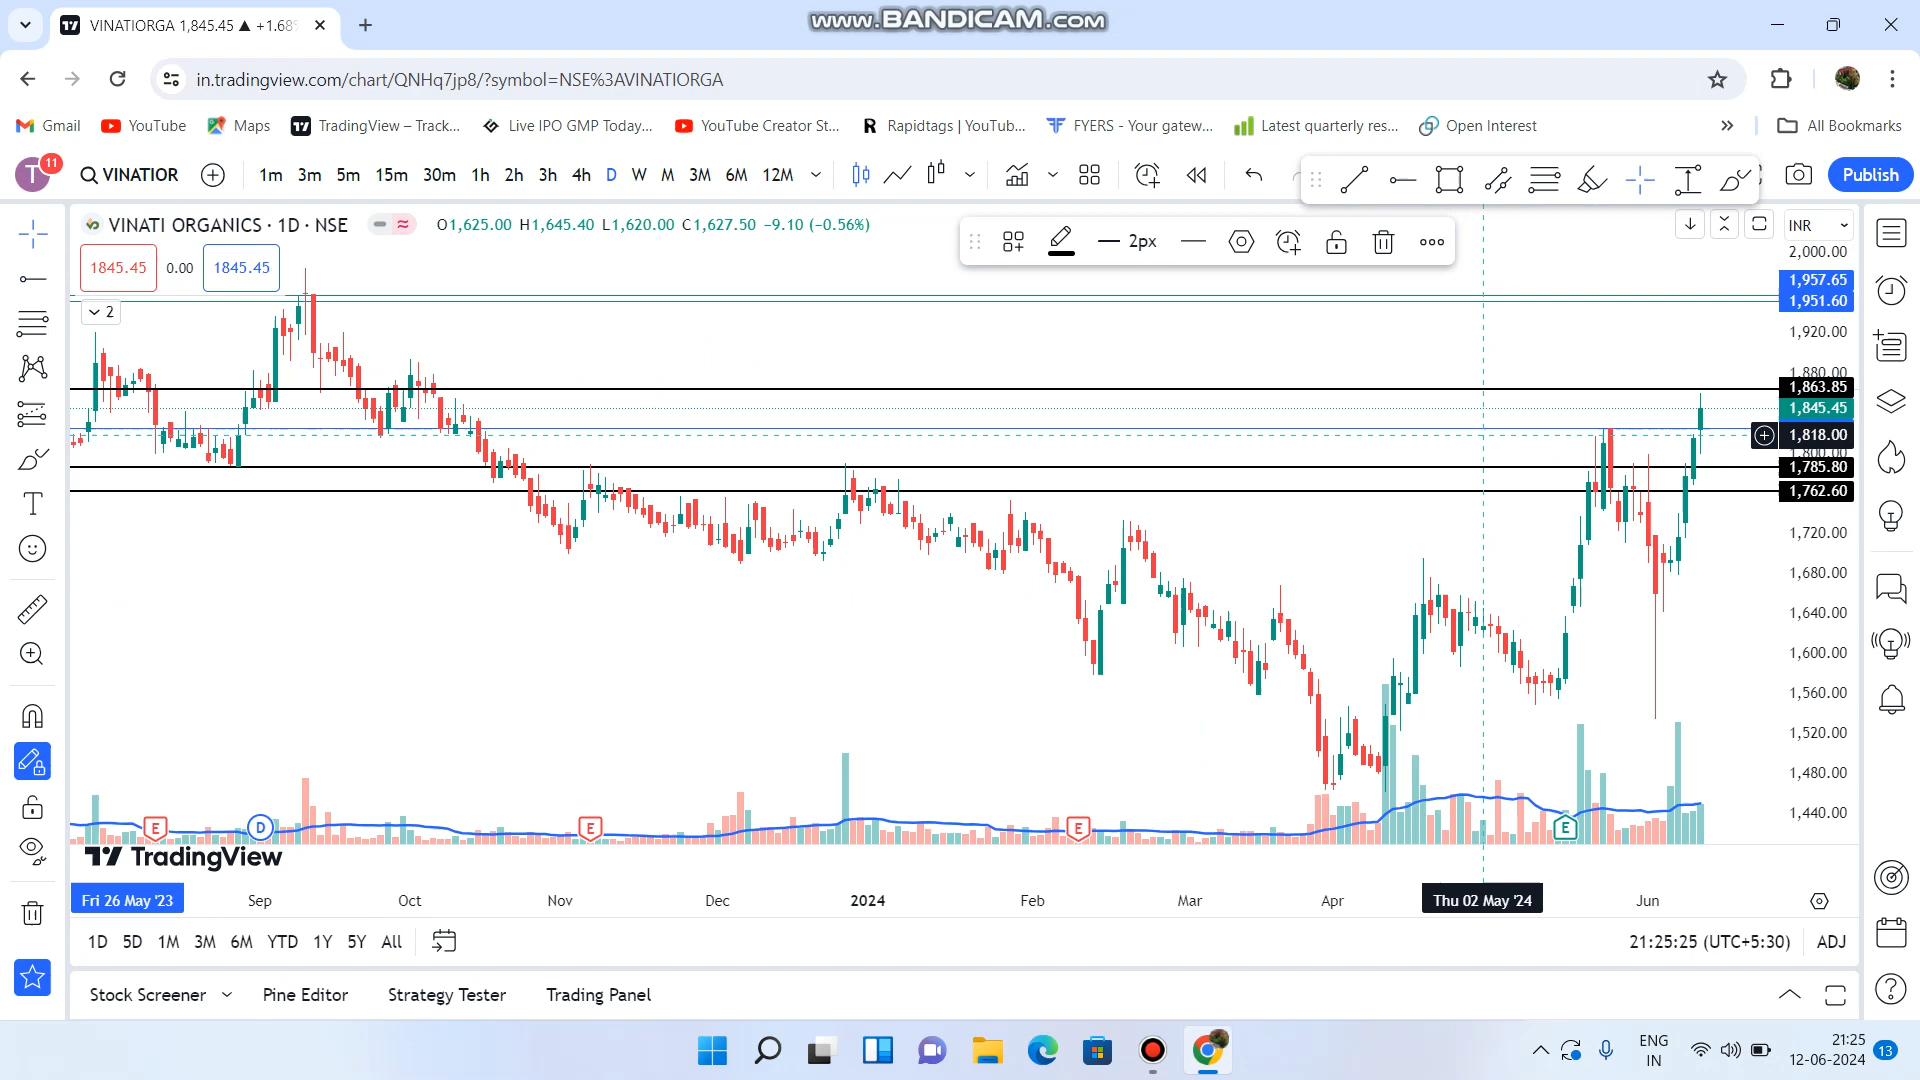 VINATIORGA 1,845.45 ▲ +1.68%
www.BANDICAM.com
in.tradingview.com/chart/QNHq7jp8/?symbol=NSE%3AVINATIORGA
Gmail YouTube Maps TradingView – Track... Live IPO GMP Today... YouTube Creator St... Rapidtags | YouTub... FYERS - Your gatew... Latest quarterly res... Open Interest » All Bookmarks
T 11 VINATIOR 1m 3m 5m 15m 30m 1h 2h 3h 4h D W M 3M 6M 12M Publish
VINATI ORGANICS · 1D · NSE O1,625.00 H1,645.40 L1,620.00 C1,627.50 −9.10 (−0.56%)
INR
2px
1845.45 0.00 1845.45
2
2,000.00
1,957.65
1,951.60
1,920.00
1,880.00
1,863.85
1,845.45
1,818.00
1,800.00
1,785.80
1,762.60
1,720.00
1,680.00
1,640.00
1,600.00
1,560.00
1,520.00
1,480.00
1,440.00
E D E E E
TradingView
Fri 26 May '23 Sep Oct Nov Dec 2024 Feb Mar Apr Thu 02 May '24 Jun
1D 5D 1M 3M 6M YTD 1Y 5Y All 21:25:25 (UTC+5:30) ADJ
Stock Screener Pine Editor Strategy Tester Trading Panel
ENG
IN
21:25
12-06-2024
13